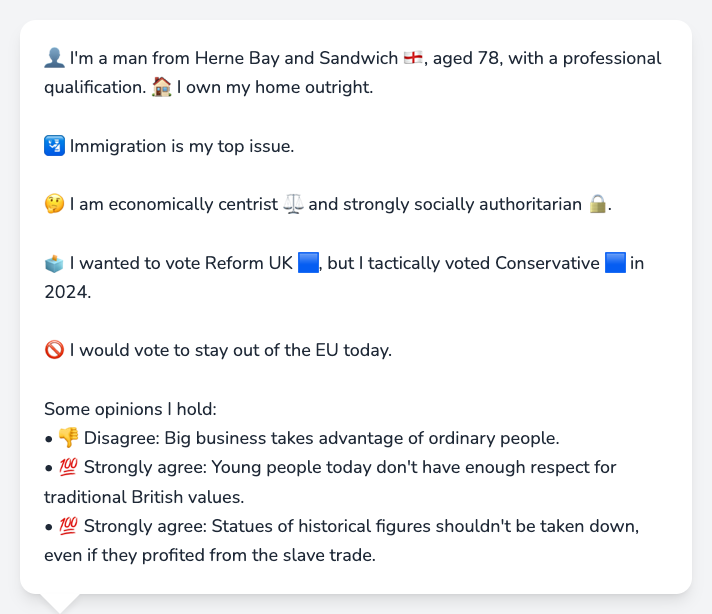 👤 I'm a man from Herne Bay and Sandwich 🏴󠁧󠁢󠁥󠁮󠁧󠁿, aged 78, with a professional
qualification. 🏠 I own my home outright.
🛂 Immigration is my top issue.
🤔 I am economically centrist ⚖️ and strongly socially authoritarian 🔒.
🗳️ I wanted to vote Reform UK 🟦, but I tactically voted Conservative 🟦 in
2024.
🚫 I would vote to stay out of the EU today.
Some opinions I hold:
• 👎 Disagree: Big business takes advantage of ordinary people.
• 💯 Strongly agree: Young people today don't have enough respect for
traditional British values.
• 💯 Strongly agree: Statues of historical figures shouldn't be taken down,
even if they profited from the slave trade.